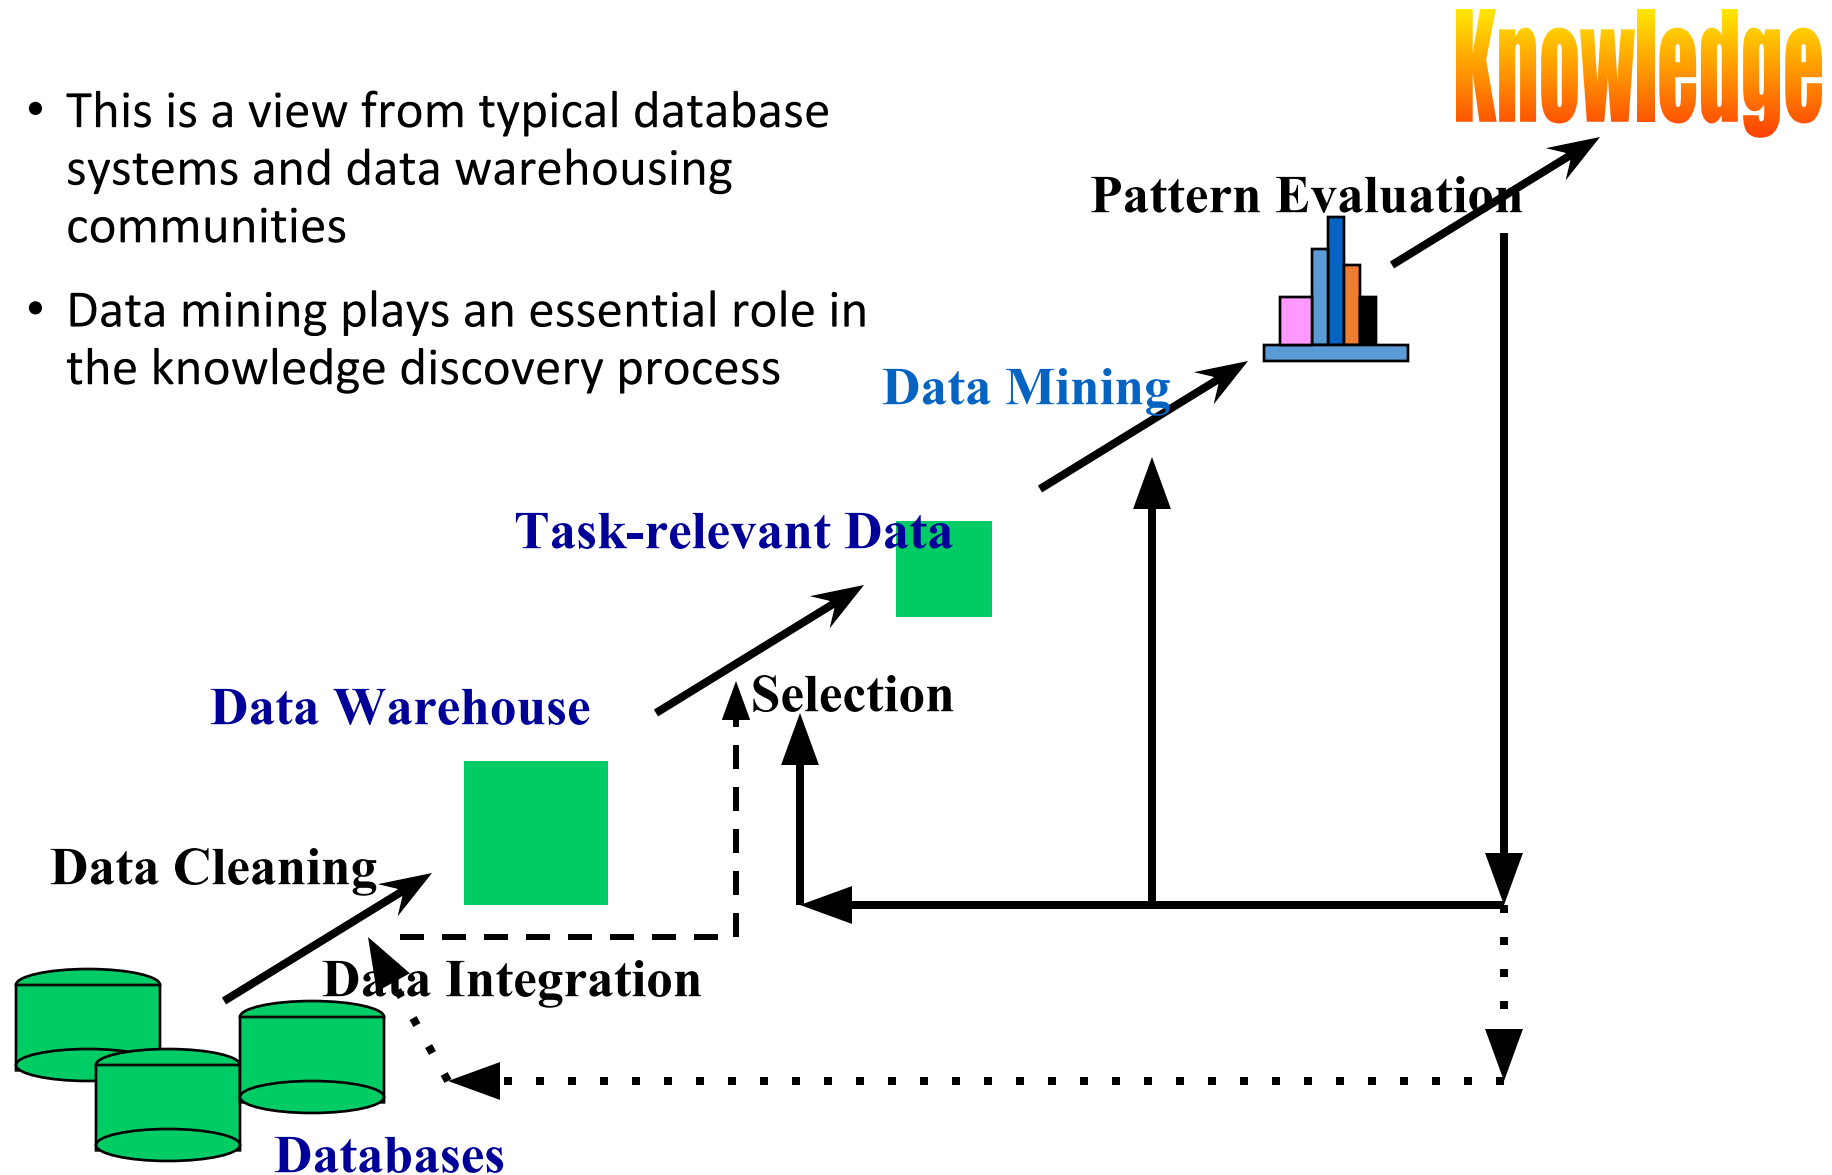 Knowledge
• This is a view from typical database
systems and data warehousing
communities
Pattern Evaluation
• Data mining plays an essential role in
the knowledge discovery process
Data Mining
Task-relevant Data
Data Warehouse
Selection
Data Cleaning
Data Integration
Databases